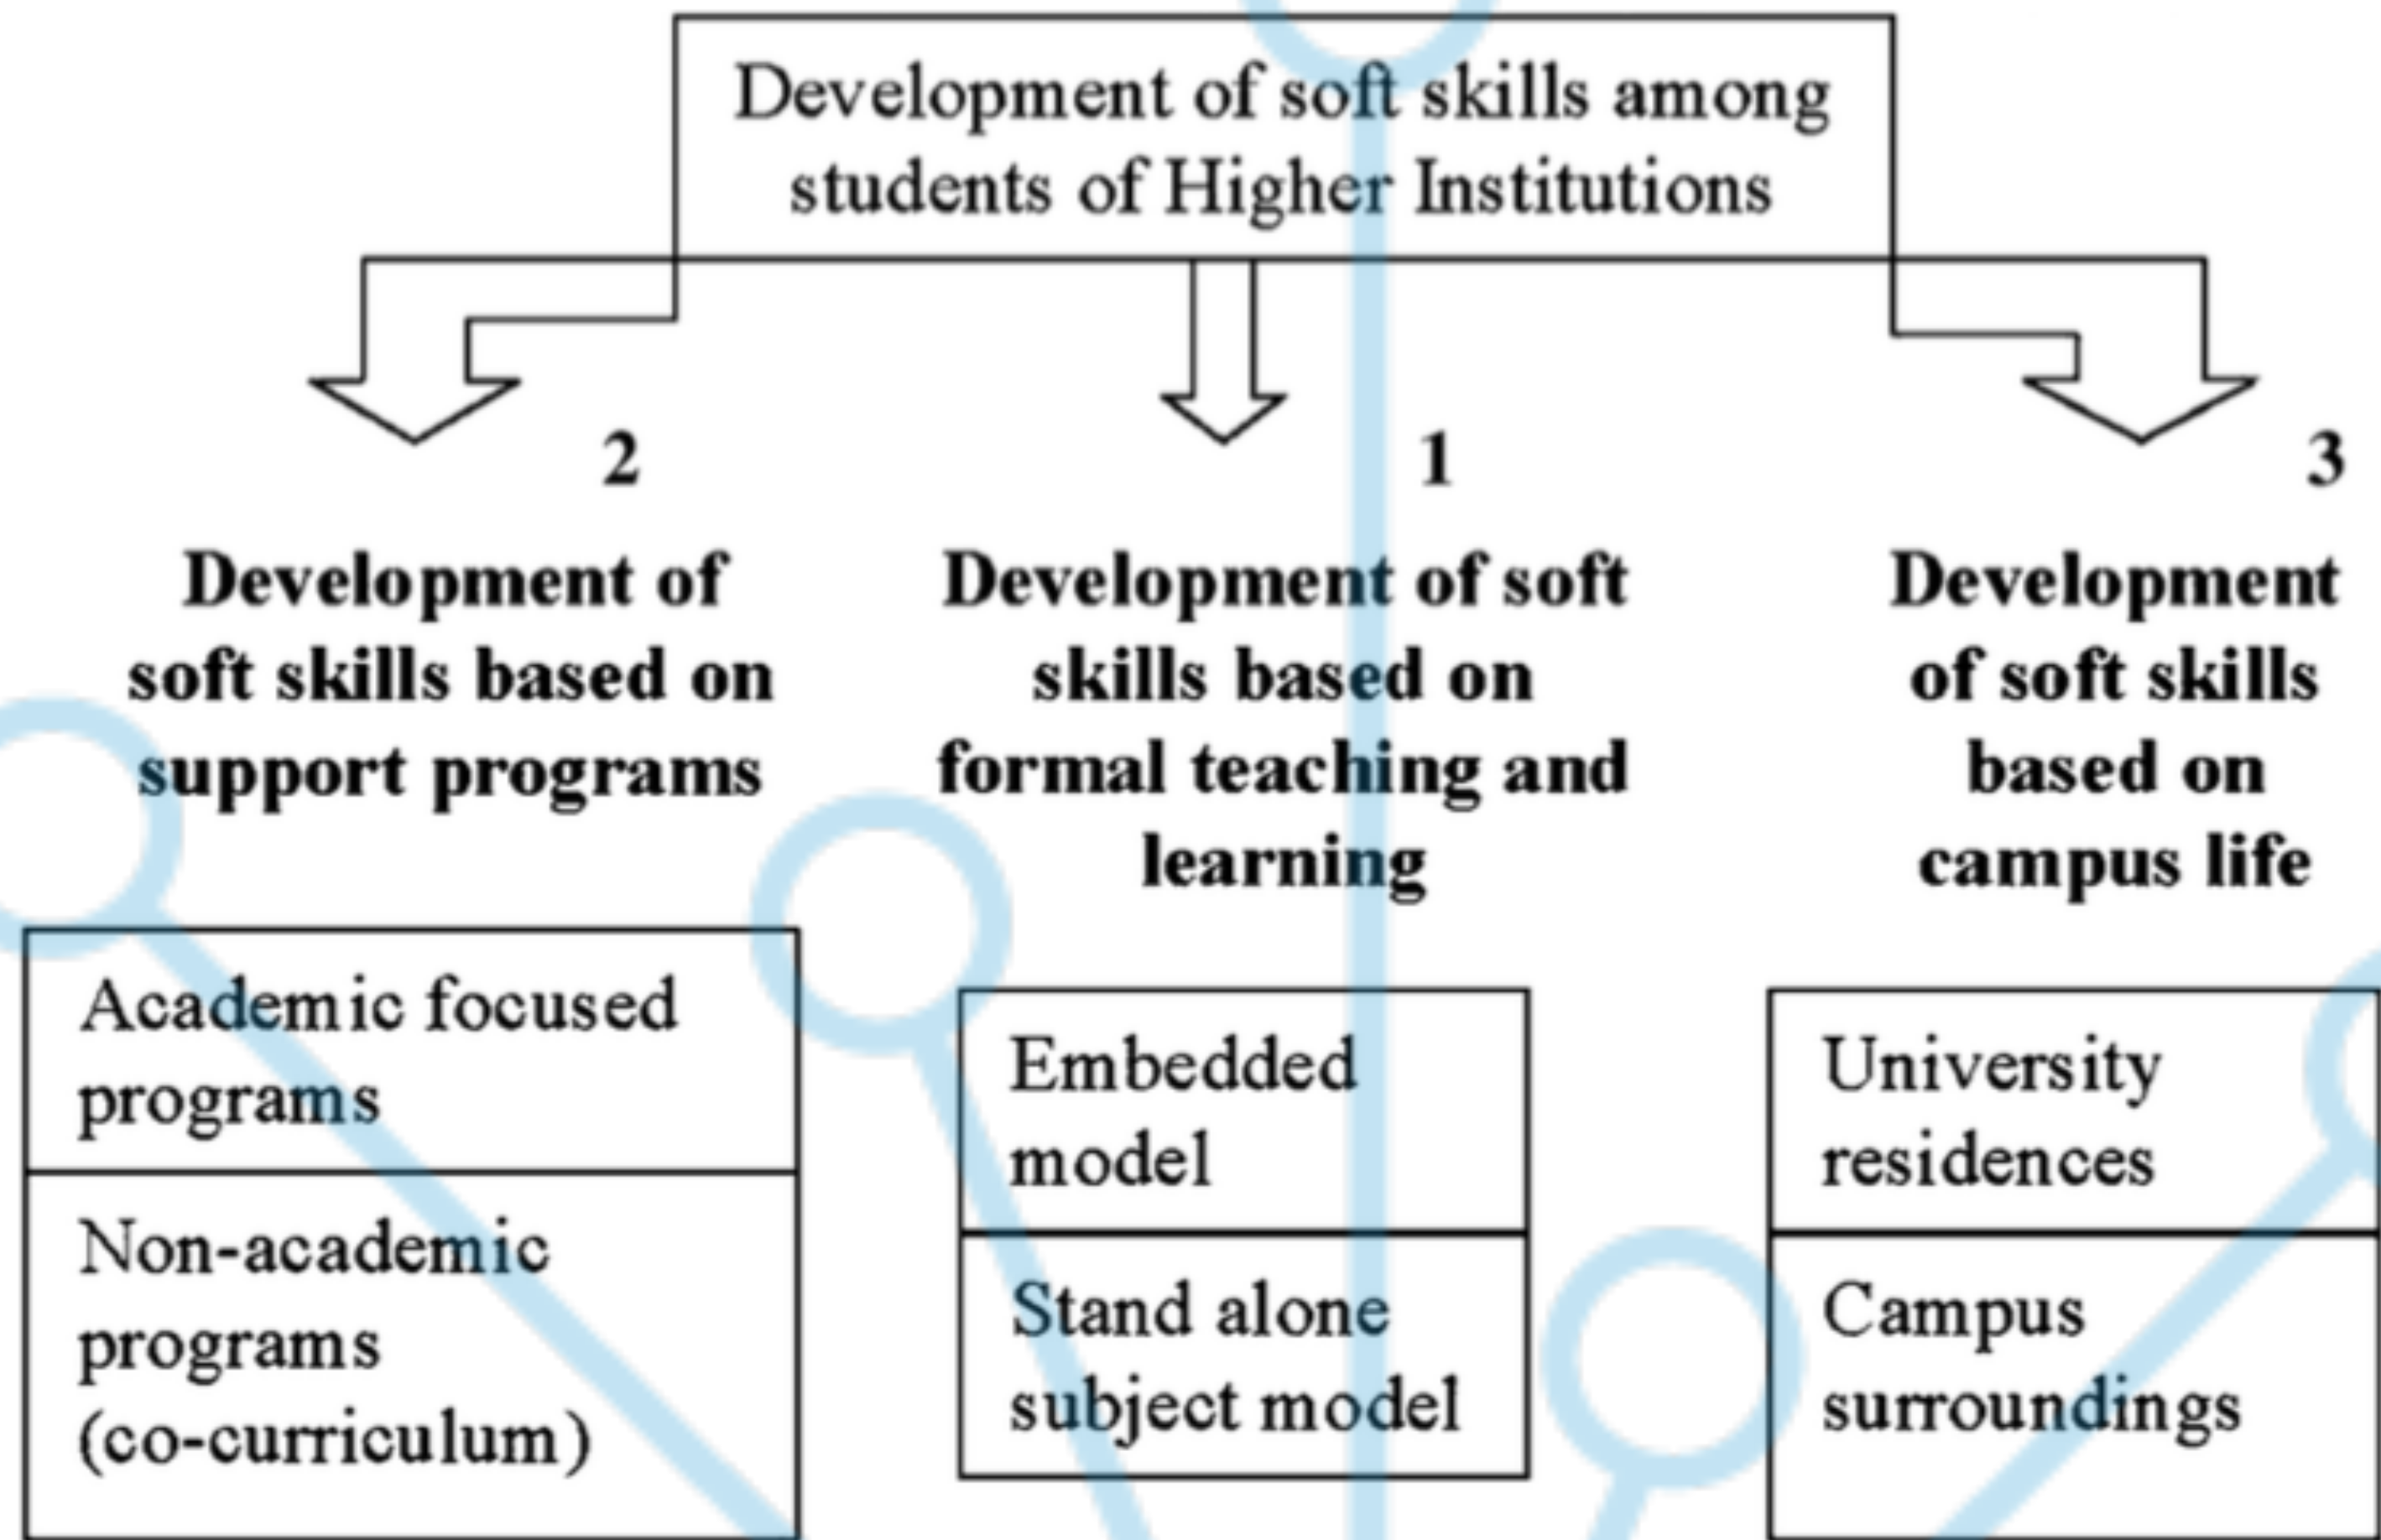 Development of soft skills among
students of Higher Institutions
2
Development of
soft skills based on
support programs
Academic focused
programs
Non-academic
programs
(co-curriculum)
1
Development of soft
skills based on
formal teaching and
learning
Embedded
model
Stand alone
subject model
3
Development
of soft skills
based on
campus life
University
residences
Campus
surroundings